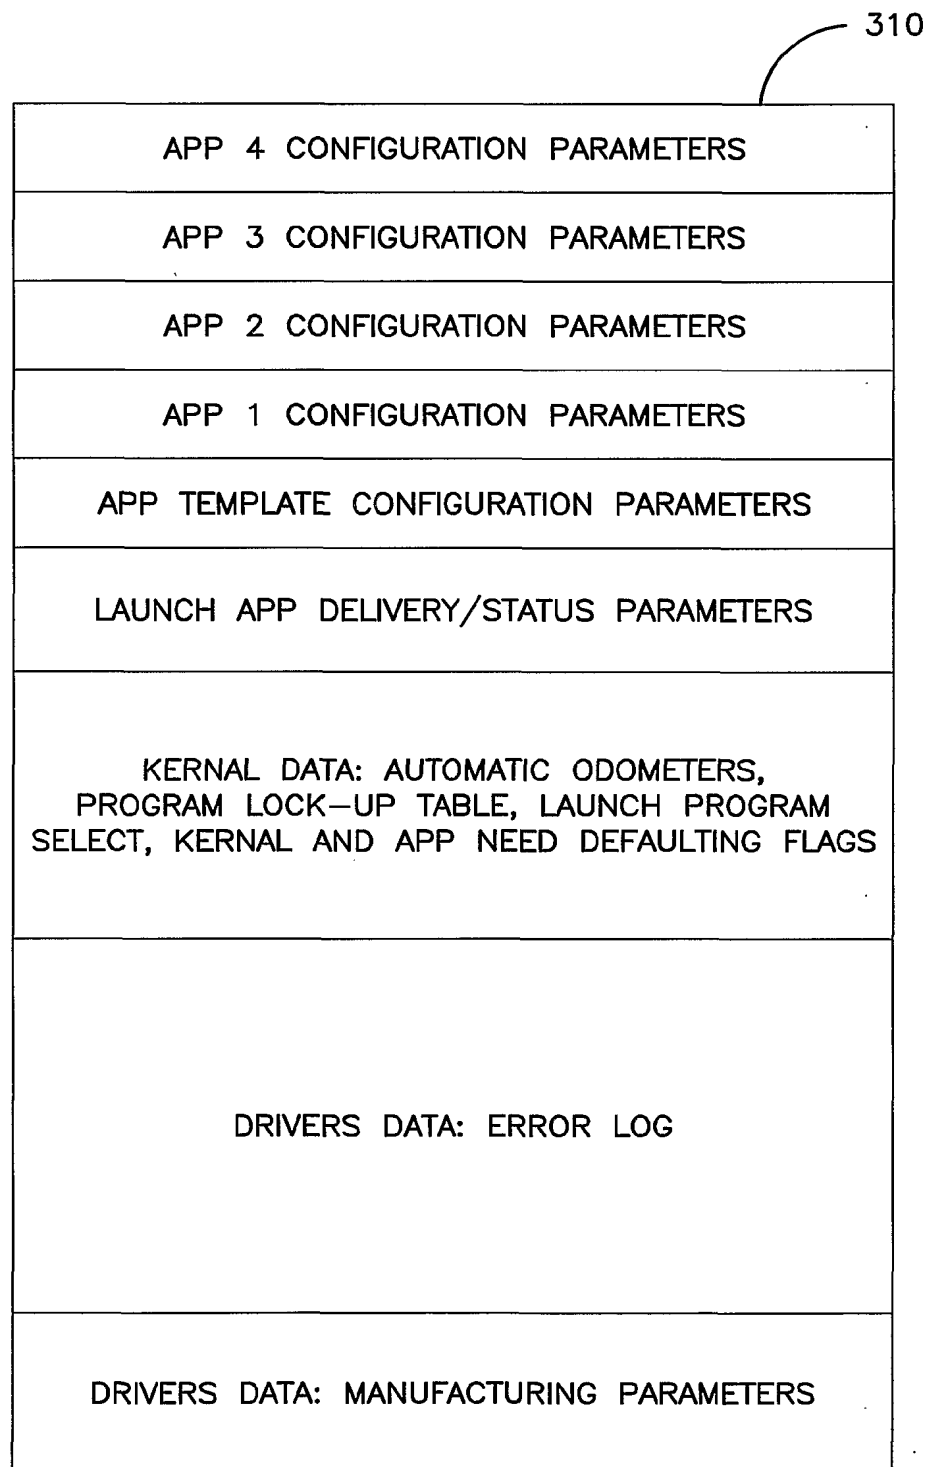 310
APP 4 CONFIGURATION PARAMETERS
APP 3 CONFIGURATION PARAMETERS
APP 2 CONFIGURATION PARAMETERS
APP 1 CONFIGURATION PARAMETERS
APP TEMPLATE CONFIGURATION PARAMETERS
LAUNCH APP DELIVERY/STATUS PARAMETERS
KERNAL DATA: AUTOMATIC ODOMETERS,
PROGRAM LOCK-UP TABLE, LAUNCH PROGRAM
SELECT, KERNAL AND APP NEED DEFAULTING FLAGS
DRIVERS DATA: ERROR LOG
DRIVERS DATA: MANUFACTURING PARAMETERS